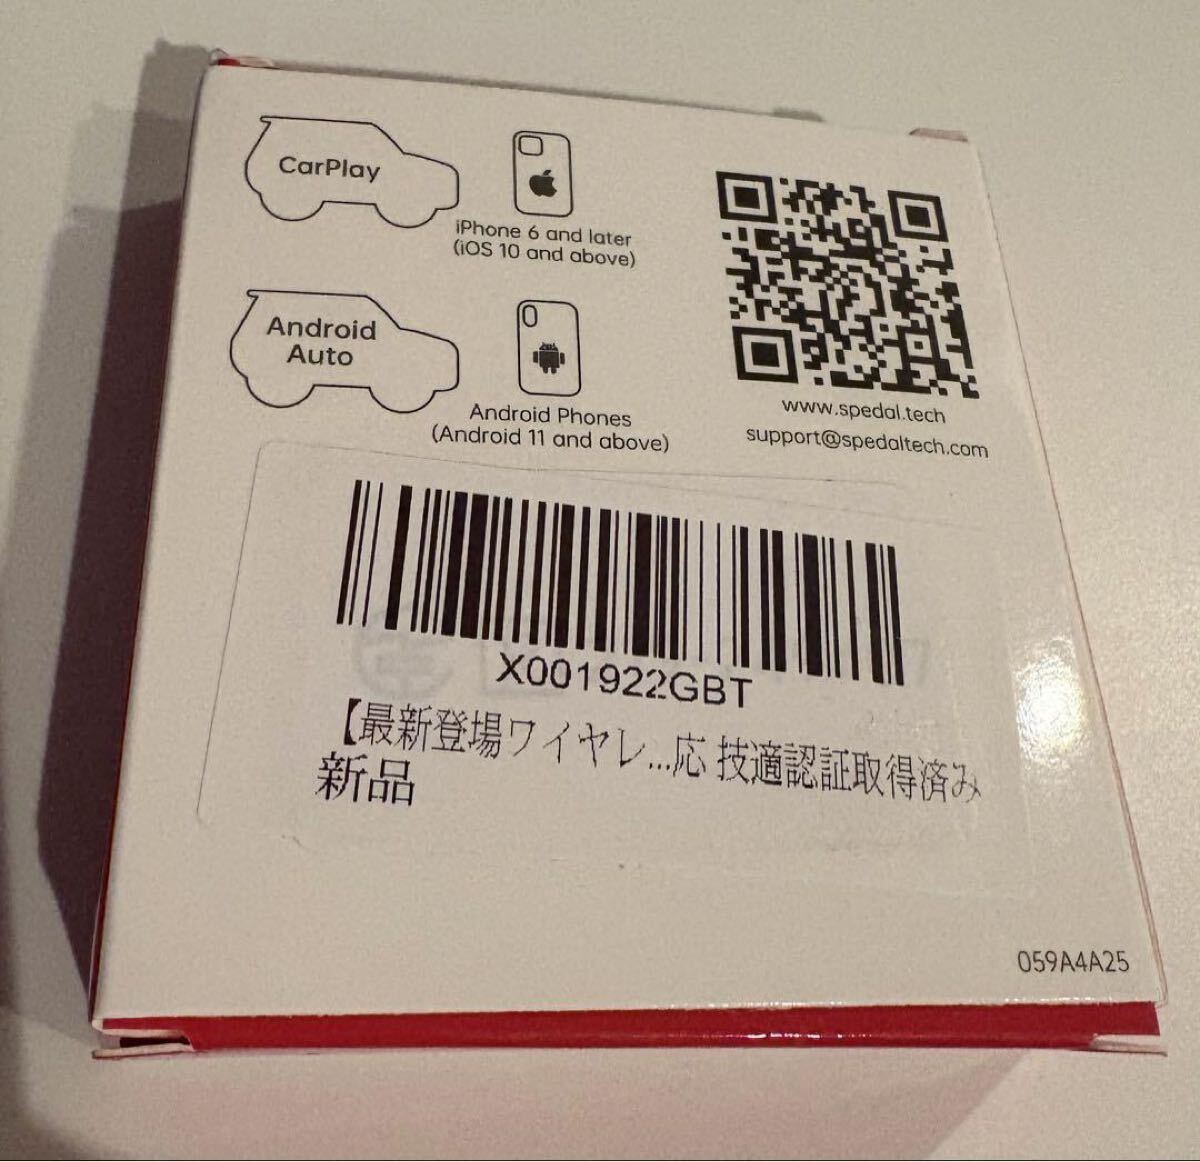 CarPlay
iPhone 6 and later
(iOS 10 and above)
Android
Auto
Android Phones
(Android 11 and above)
www.spedal.tech
support@spedaltech.com
X001922GBT
【最新登場ワイヤレ...応 技適認証取得済み
新品
059A4A25